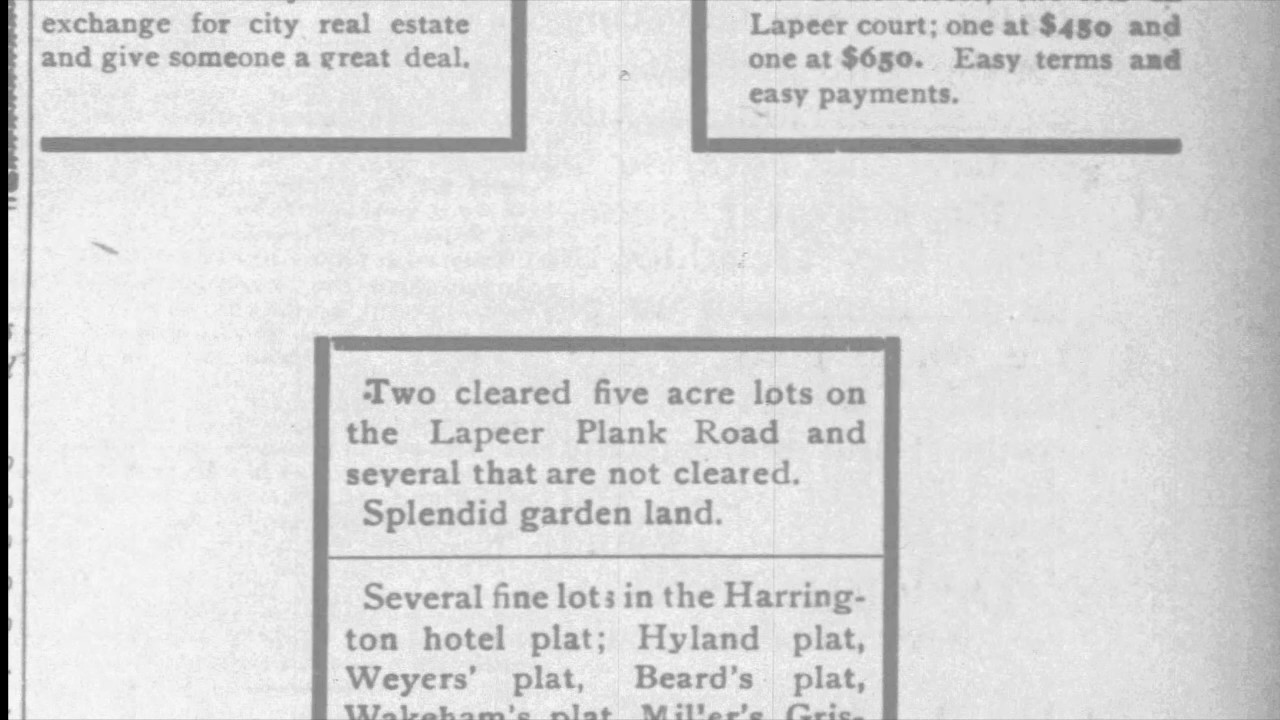 exchange for city real estate
and give someone a great deal.
Lapeer court; one at $450 and
one at $650. Easy terms and
easy payments.
Two cleared five acre lots on
the Lapeer Plank Road and
several that are not cleared.
Splendid garden land.
Several fine lots in the Harring-
ton hotel plat; Hyland plat,
Weyers' plat, Beard's plat,
Wakeham's plat, Miller's Gris-